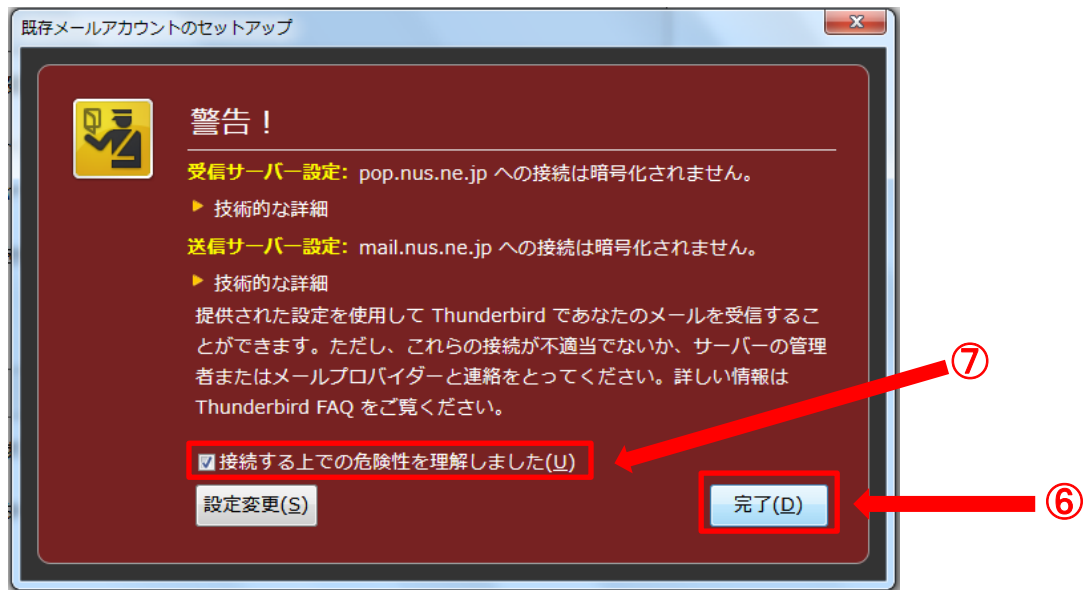 既存メールアカウントのセットアップ
警告！
受信サーバー設定: pop.nus.ne.jp への接続は暗号化されません。
技術的な詳細
送信サーバー設定: mail.nus.ne.jp への接続は暗号化されません。
技術的な詳細
提供された設定を使用して Thunderbird であなたのメールを受信するこ
とができます。ただし、これらの接続が不適当でないか、サーバーの管理
者またはメールプロバイダーと連絡をとってください。詳しい情報は
Thunderbird FAQ をご覧ください。
⑦
接続する上での危険性を理解しました(U)
設定変更(S)
完了(D)
⑥